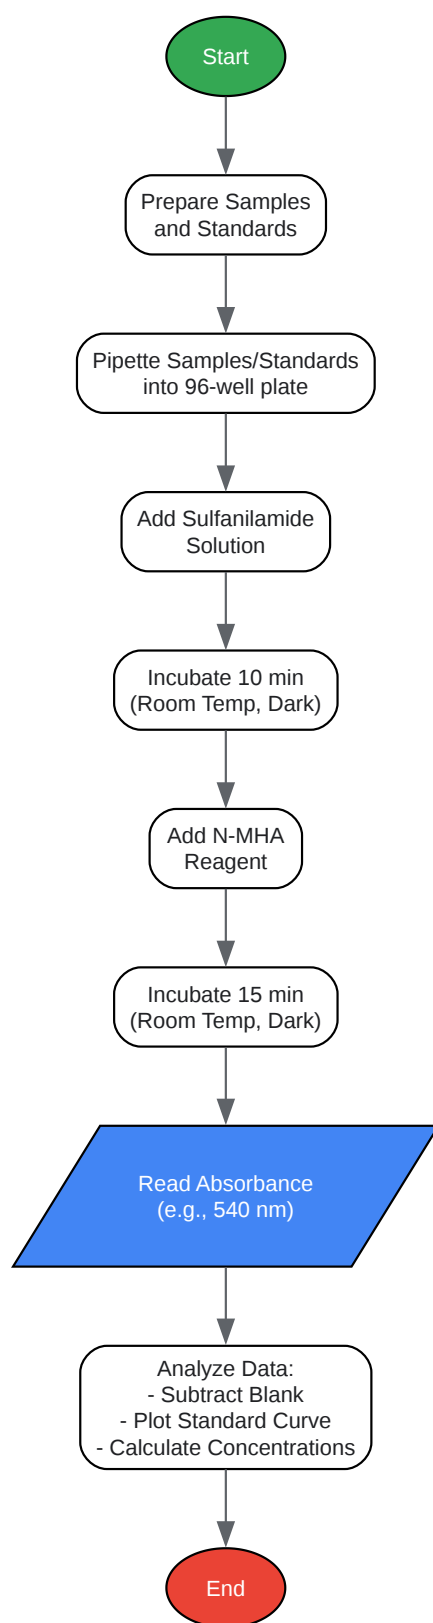 Start
Prepare Samples
and Standards
Pipette Samples/Standards
into 96-well plate
Add Sulfanilamide
Solution
Incubate 10 min
(Room Temp, Dark)
Add N-MHA
Reagent
Incubate 15 min
(Room Temp, Dark)
Read Absorbance
(e.g., 540 nm)
Analyze Data:
- Subtract Blank
- Plot Standard Curve
- Calculate Concentrations
End